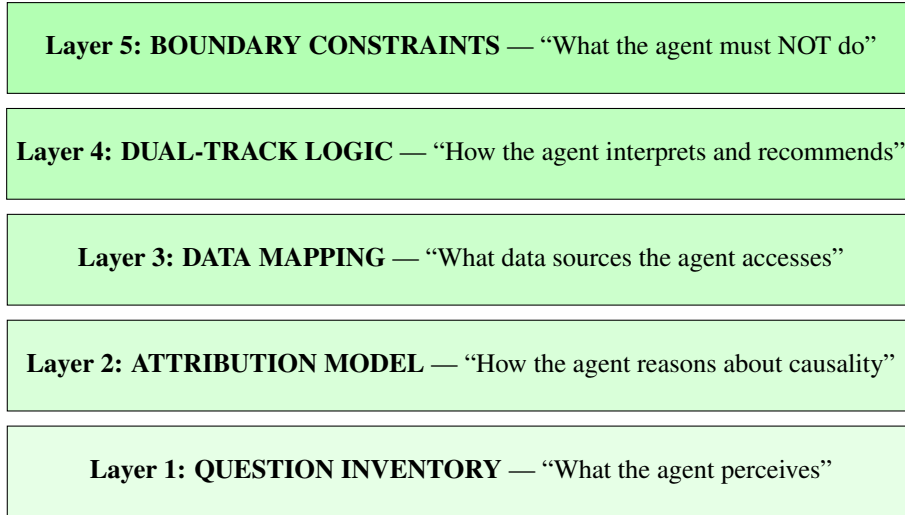 Layer 5: BOUNDARY CONSTRAINTS — “What the agent must NOT do”
Layer 4: DUAL-TRACK LOGIC — “How the agent interprets and recommends”
Layer 3: DATA MAPPING — “What data sources the agent accesses”
Layer 2: ATTRIBUTION MODEL — “How the agent reasons about causality”
Layer 1: QUESTION INVENTORY — “What the agent perceives”